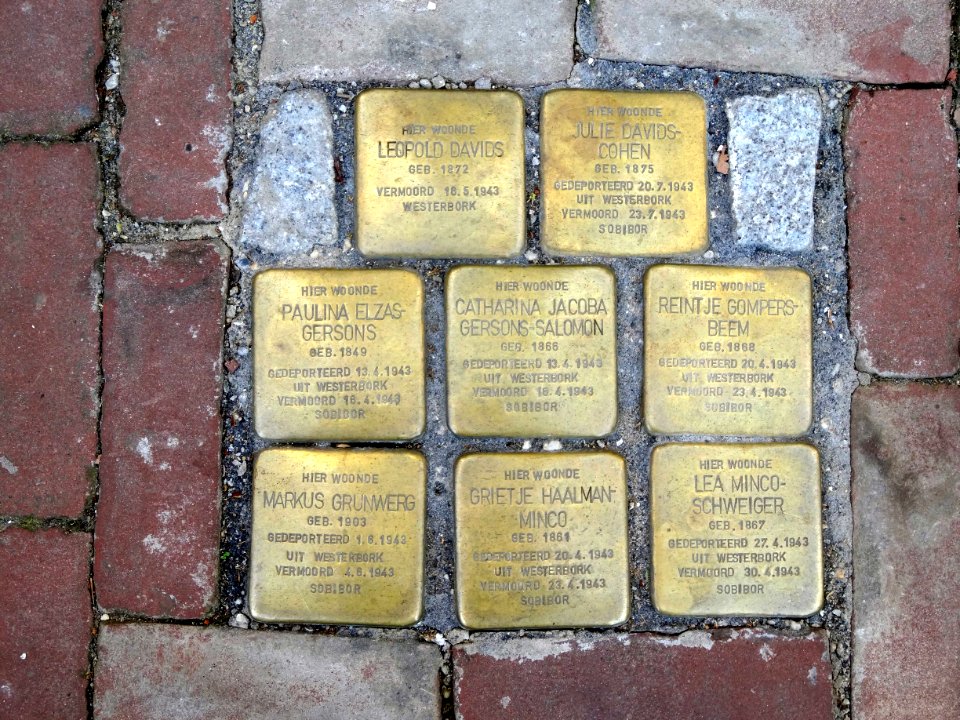 HIER WOONDE
LEOPOLD DAVIDS
GEB. 1872
VERMOORD 18.5.1943
WESTERBORK
HIER WOONDE
JULIE DAVIDS-
COHEN
GEB. 1875
GEDEPORTEERD 20.7.1943
UIT WESTERBORK
VERMOORD 23.7.1943
SOBIBOR
HIER WOONDE
PAULINA ELZAS-
GERSONS
GEB. 1849
GEDEPORTEERD 13.4.1943
UIT WESTERBORK
VERMOORD 16.4.1943
SOBIBOR
HIER WOONDE
CATHARINA JACOBA
GERSONS-SALOMON
GEB. 1866
GEDEPORTEERD 13.4.1943
UIT WESTERBORK
VERMOORD 16.4.1943
SOBIBOR
HIER WOONDE
REINTJE GOMPERS-
BEEM
GEB. 1868
GEDEPORTEERD 20.4.1943
UIT WESTERBORK
VERMOORD 23.4.1943
SOBIBOR
HIER WOONDE
MARKUS GRUNWERG
GEB. 1903
GEDEPORTEERD 1.6.1943
UIT WESTERBORK
VERMOORD 4.6.1943
SOBIBOR
HIER WOONDE
GRIETJE HAALMAN-
MINCO
GEB. 1861
GEDEPORTEERD 20.4.1943
UIT WESTERBORK
VERMOORD 23.4.1943
SOBIBOR
HIER WOONDE
LEA MINCO-
SCHWEIGER
GEB. 1867
GEDEPORTEERD 27.4.1943
UIT WESTERBORK
VERMOORD 30.4.1943
SOBIBOR